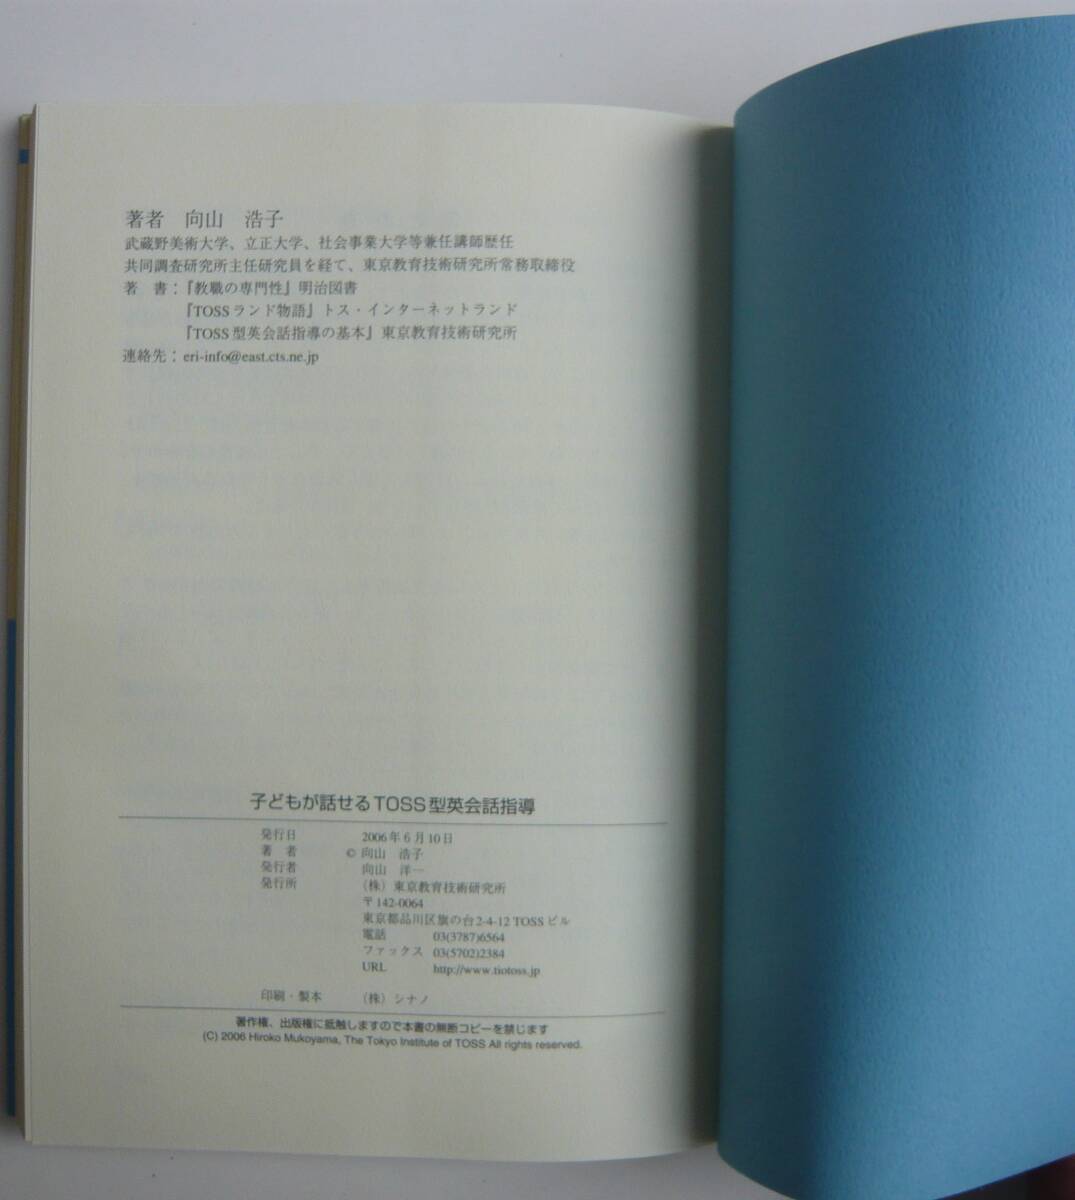 著者 向山 浩子
武蔵野美術大学、立正大学、社会事業大学等兼任講師歴任
共同調査研究所主任研究員を経て、東京教育技術研究所常務取締役
著 書：『教職の専門性』明治図書
『TOSSランド物語』トス・インターネットランド
『TOSS型英会話指導の基本』東京教育技術研究所
連絡先：eri-info@east.cts.ne.jp
子どもが話せるTOSS型英会話指導
発行日 2006年6月10日
著 者 © 向山 浩子
発行者 向山 洋一
発行所 （株）東京教育技術研究所
〒142-0064
東京都品川区旗の台2-4-12 TOSSビル
電話 03(3787)6564
ファックス 03(5702)2384
URL http://www.tiotoss.jp
印刷・製本 （株）シナノ
著作権、出版権に抵触しますので本書の無断コピーを禁じます
(C) 2006 Hiroko Mukoyama, The Tokyo Institute of TOSS All rights reserved.